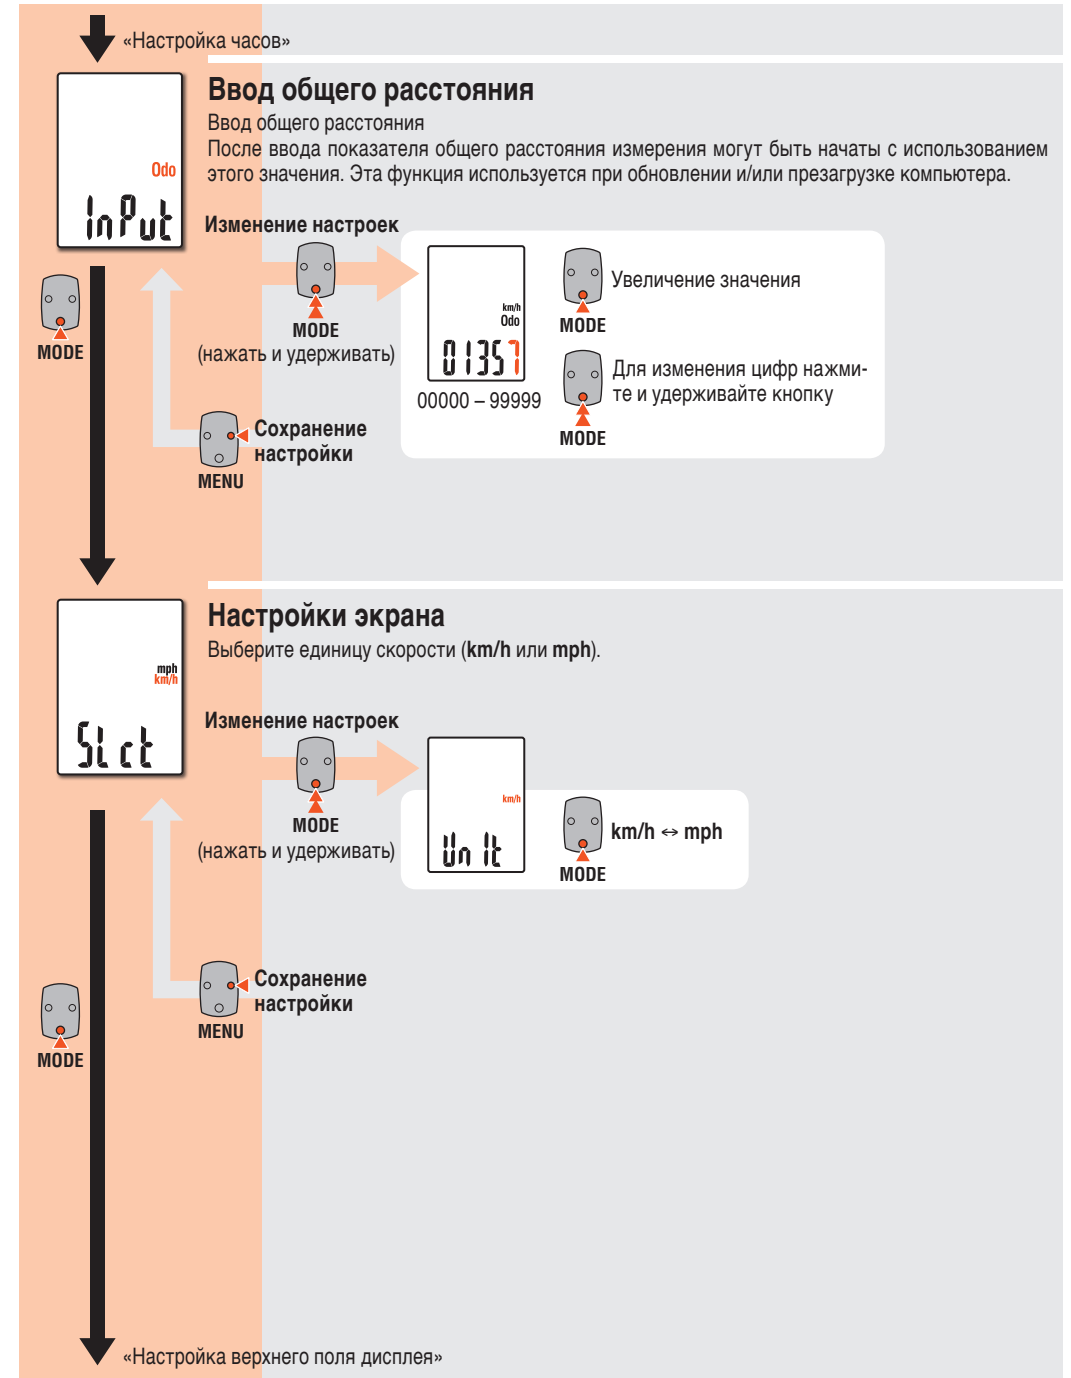 «Настройка часов»
Ввод общего расстояния
Ввод общего расстояния
После ввода показателя общего расстояния измерения могут быть начаты с использованием
этого значения. Эта функция используется при обновлении и/или презагрузке компьютера.
Odo
InPut
Изменение настроек
MODE
MODE
(нажать и удерживать)
km/h
Odo
01357
00000 – 99999
Увеличение значения
MODE
Для изменения цифр нажми-
те и удерживайте кнопку
MODE
Сохранение
настройки
MENU
Настройки экрана
Выберите единицу скорости (km/h или mph).
mph
km/h
SLct
Изменение настроек
MODE
(нажать и удерживать)
km/h
Unit
km/h ⇔ mph
MODE
Сохранение
настройки
MENU
MODE
«Настройка верхнего поля дисплея»